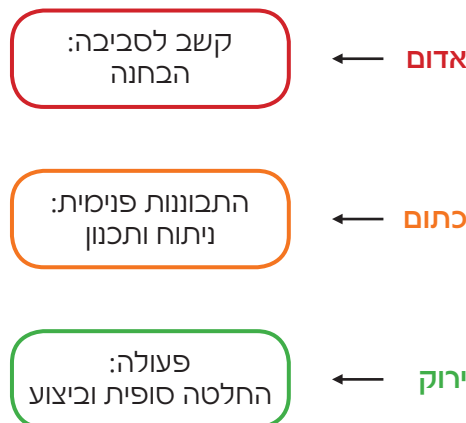 אדום
קשב לסביבה:
הבחנה
כתום
התבוננות פנימית:
ניתוח ותכנון
ירוק
פעולה:
החלטה סופית וביצוע